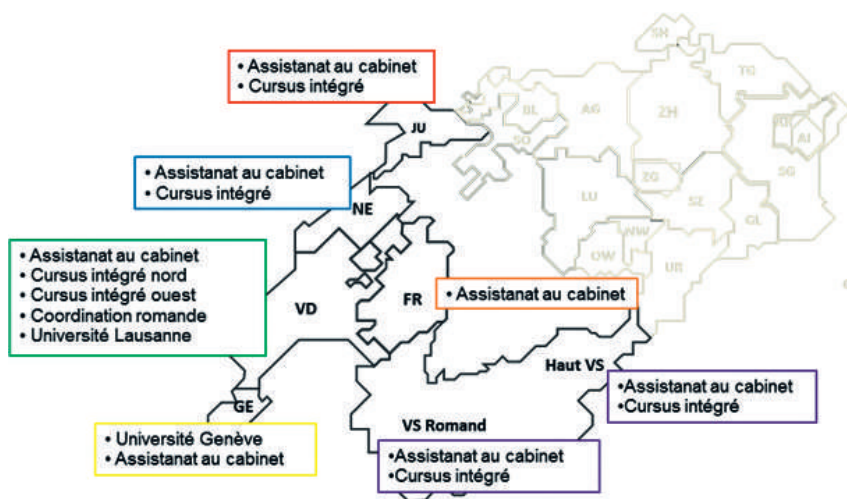 • Assistanat au cabinet
• Cursus intégré
SH
TG
BL
AG
ZH
JU
SO
AI
• Assistanat au cabinet
• Cursus intégré
ZG
SG
LU
SZ
NE
GL
NW
OW
• Assistanat au cabinet
• Cursus intégré nord
• Cursus intégré ouest
• Coordination romande
• Université Lausanne
UR
VD
FR
• Assistanat au cabinet
Haut VS
•Assistanat au cabinet
•Cursus intégré
GE
VS Romand
• Université Genève
• Assistanat au cabinet
•Assistanat au cabinet
•Cursus intégré